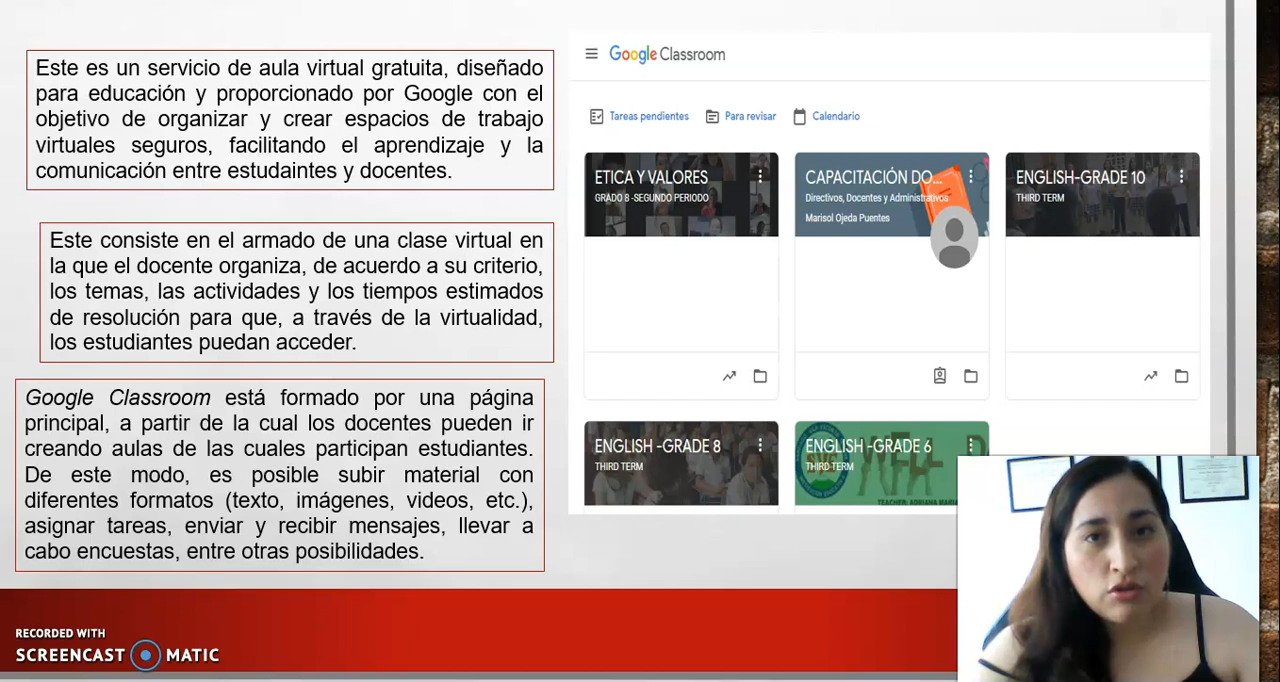 Este es un servicio de aula virtual gratuita, diseñado
para educación y proporcionado por Google con el
objetivo de organizar y crear espacios de trabajo
virtuales seguros, facilitando el aprendizaje y la
comunicación entre estudaintes y docentes.
Este consiste en el armado de una clase virtual en
la que el docente organiza, de acuerdo a su criterio,
los temas, las actividades y los tiempos estimados
de resolución para que, a través de la virtualidad,
los estudiantes puedan acceder.
Google Classroom está formado por una página
principal, a partir de la cual los docentes pueden ir
creando aulas de las cuales participan estudiantes.
De este modo, es posible subir material con
diferentes formatos (texto, imágenes, videos, etc.),
asignar tareas, enviar y recibir mensajes, llevar a
cabo encuestas, entre otras posibilidades.
Google Classroom
Tareas pendientes
Para revisar
Calendario
ETICA Y VALORES
GRADO 8 -SEGUNDO PERIODO
CAPACITACIÓN DO...
Directivos, Docentes y Administrativos
Marisol Ojeda Puentes
ENGLISH-GRADE 10
THIRD TERM
ENGLISH -GRADE 8
THIRD TERM
ENGLISH -GRADE 6
THIRD TERM
TEACHER: ADRIANA MARIA
RECORDED WITH
SCREENCAST MATIC